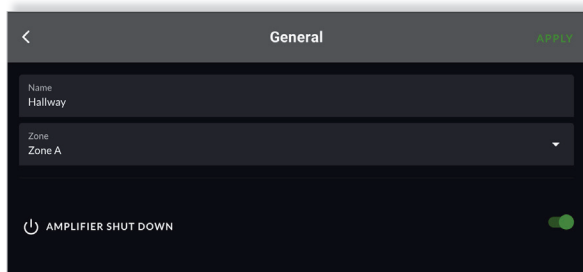 General
APPLY
Name
Hallway
Zone
Zone A
AMPLIFIER SHUT DOWN